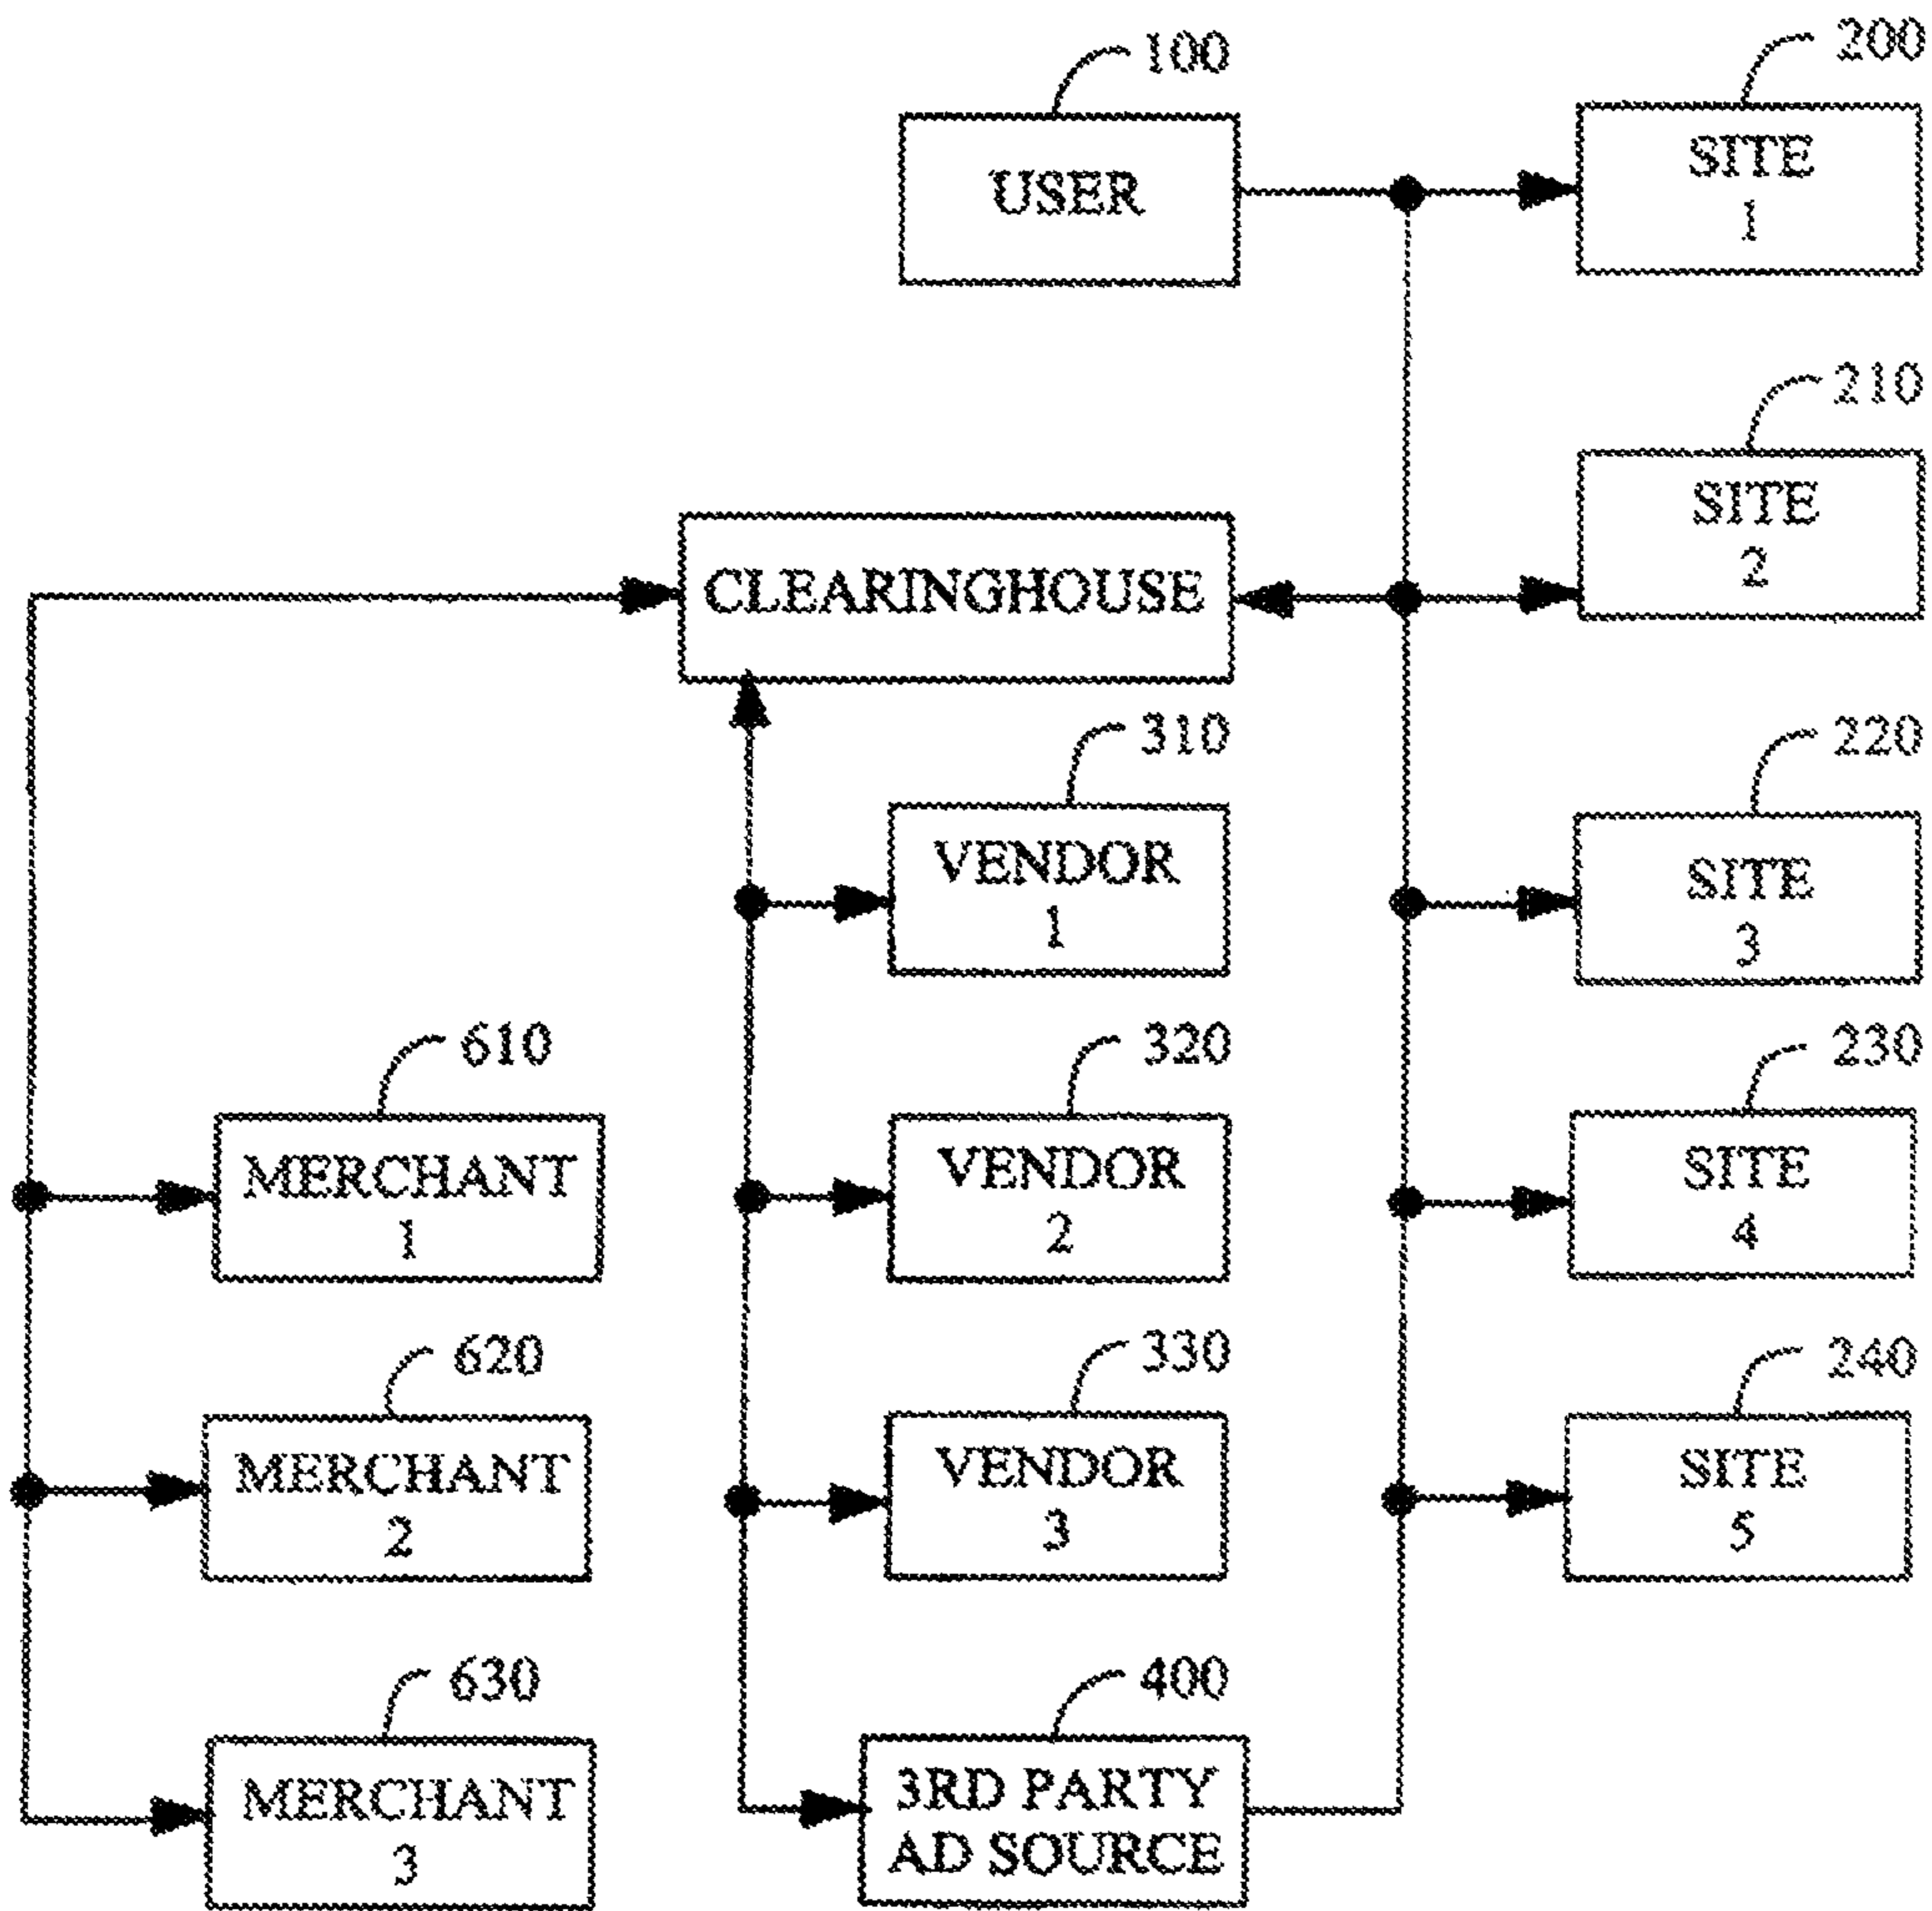 100
200
USER
SITE
1
210
SITE
2
CLEARINGHOUSE
310
220
VENDOR
1
SITE
3
610
320
230
MERCHANT
1
VENDOR
2
SITE
4
620
330
240
MERCHANT
2
VENDOR
3
SITE
5
630
400
MERCHANT
3
3RD PARTY
AD SOURCE